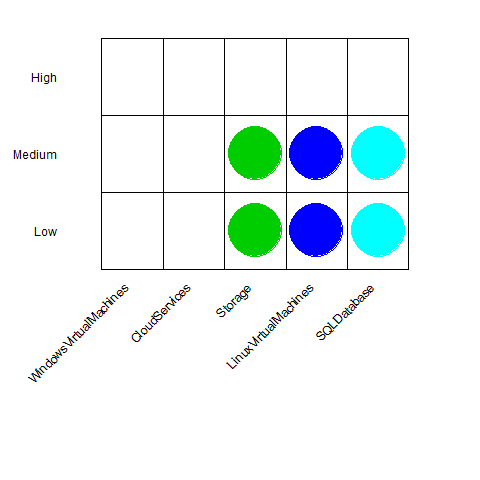 High
Medium
Low
WindowsVirtualMachines
CloudServices
Storage
LinuxVirtualMachines
SQLDatabase